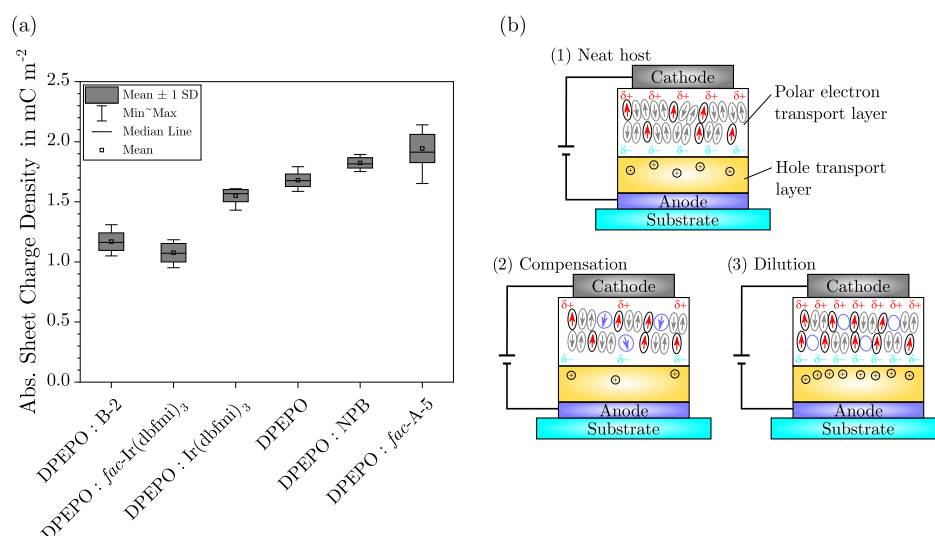 (a)
Abs. Sheet Charge Density in mC m⁻²
2.5
2.0
1.5
1.0
0.5
0.0
Mean ± 1 SD
Min~Max
Median Line
Mean
DPEPO : B-2
DPEPO : fac-Ir(dbfmi)₃
DPEPO : Ir(dbfmi)₃
DPEPO
DPEPO : NPB
DPEPO : fac-A-5
(b)
(1) Neat host
Cathode
δ+ δ+ δ+ δ+ δ+
δ− δ− δ− δ− δ−
+ + + + +
Anode
Substrate
Polar electron
transport layer
Hole transport
layer
(2) Compensation
Cathode
δ+ δ+ δ+
δ− δ− δ−
+ + +
Anode
Substrate
(3) Dilution
Cathode
δ+ δ+ δ+ δ+ δ+ δ+ δ+
δ− δ− δ− δ− δ− δ− δ−
+ + + + + + + +
Anode
Substrate